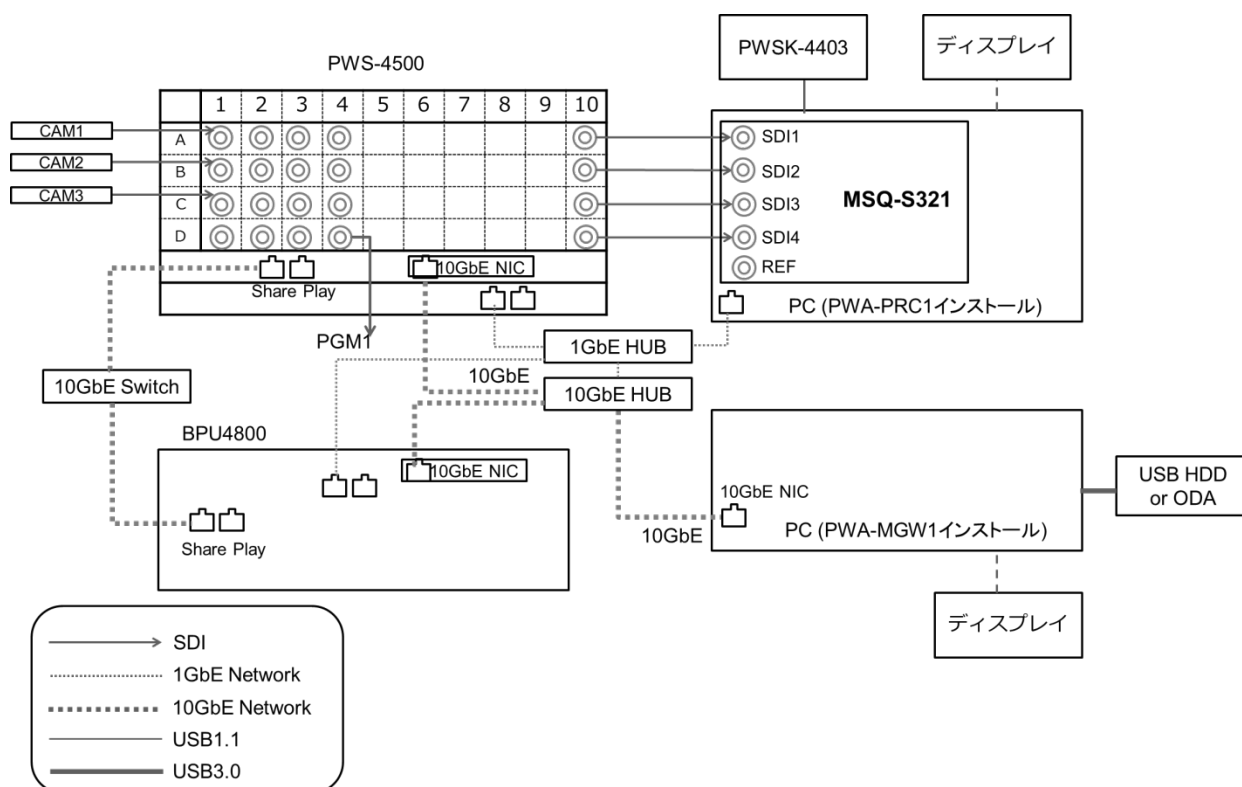 PWS-4500
PWSK-4403
ディスプレイ
1 2 3 4 5 6 7 8 9 10
CAM1
A
SDI1
CAM2
B
SDI2
CAM3
C
SDI3
MSQ-S321
D
SDI4
REF
10GbE NIC
Share Play
PC (PWA-PRC1インストール)
PGM1
1GbE HUB
10GbE
10GbE Switch
10GbE HUB
BPU4800
10GbE NIC
10GbE NIC
USB HDD
or ODA
Share Play
10GbE
PC (PWA-MGW1インストール)
ディスプレイ
SDI
1GbE Network
10GbE Network
USB1.1
USB3.0